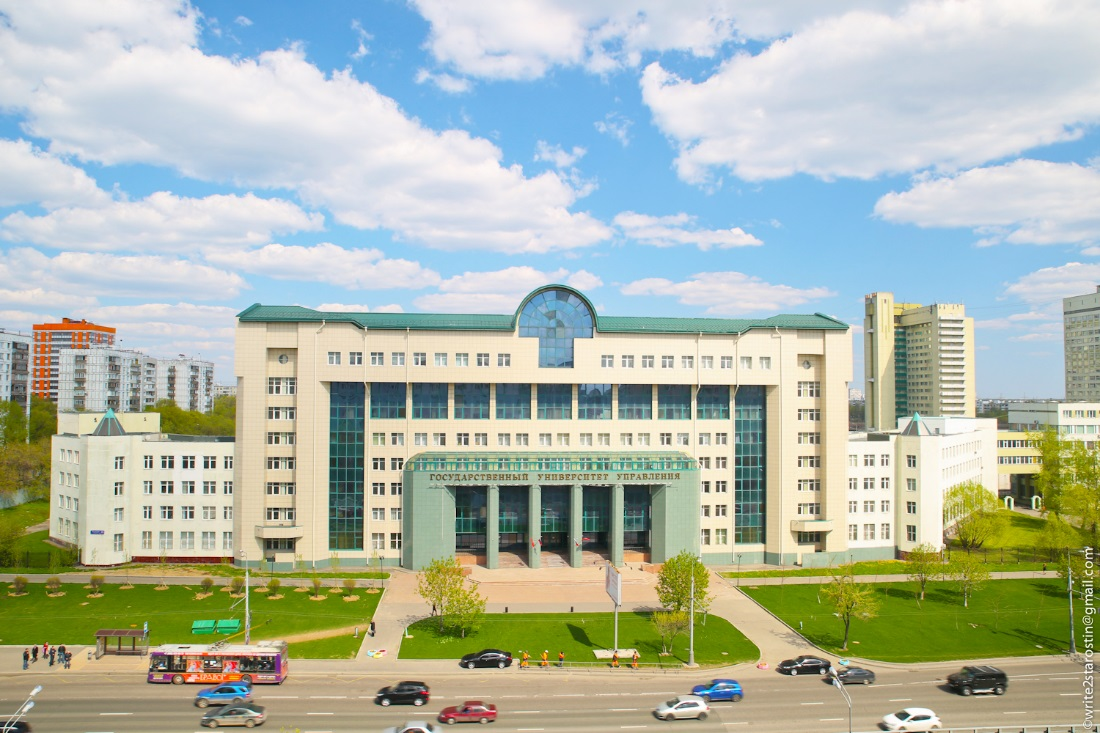 ГОСУДАРСТВЕННЫЙ УНИВЕРСИТЕТ УПРАВЛЕНИЯ
©write2starostin@gmail.com